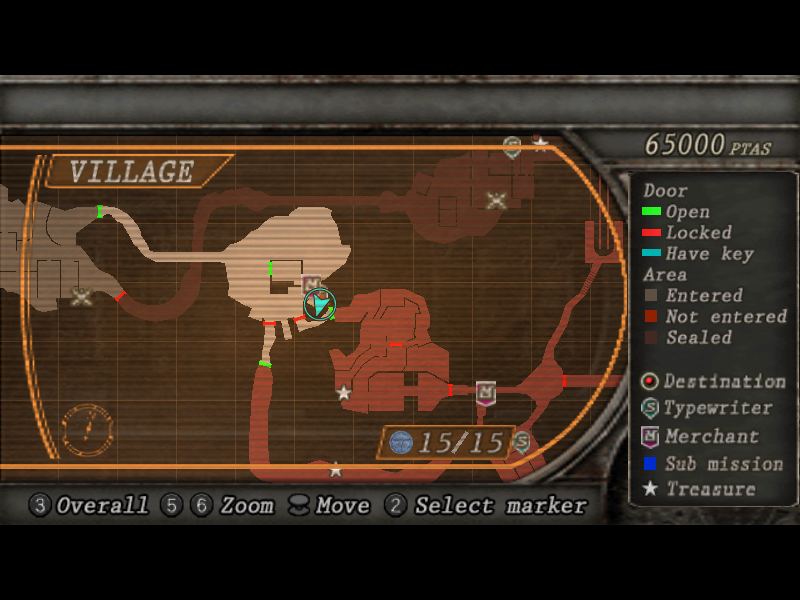 65000 PTAS
VILLAGE
Door
Open
Locked
Have key
Area
Entered
Not entered
Sealed
Destination
S Typewriter
M Merchant
Sub mission
Treasure
S
M
M
15/15
S
3 Overall 5 6 Zoom Move 2 Select marker